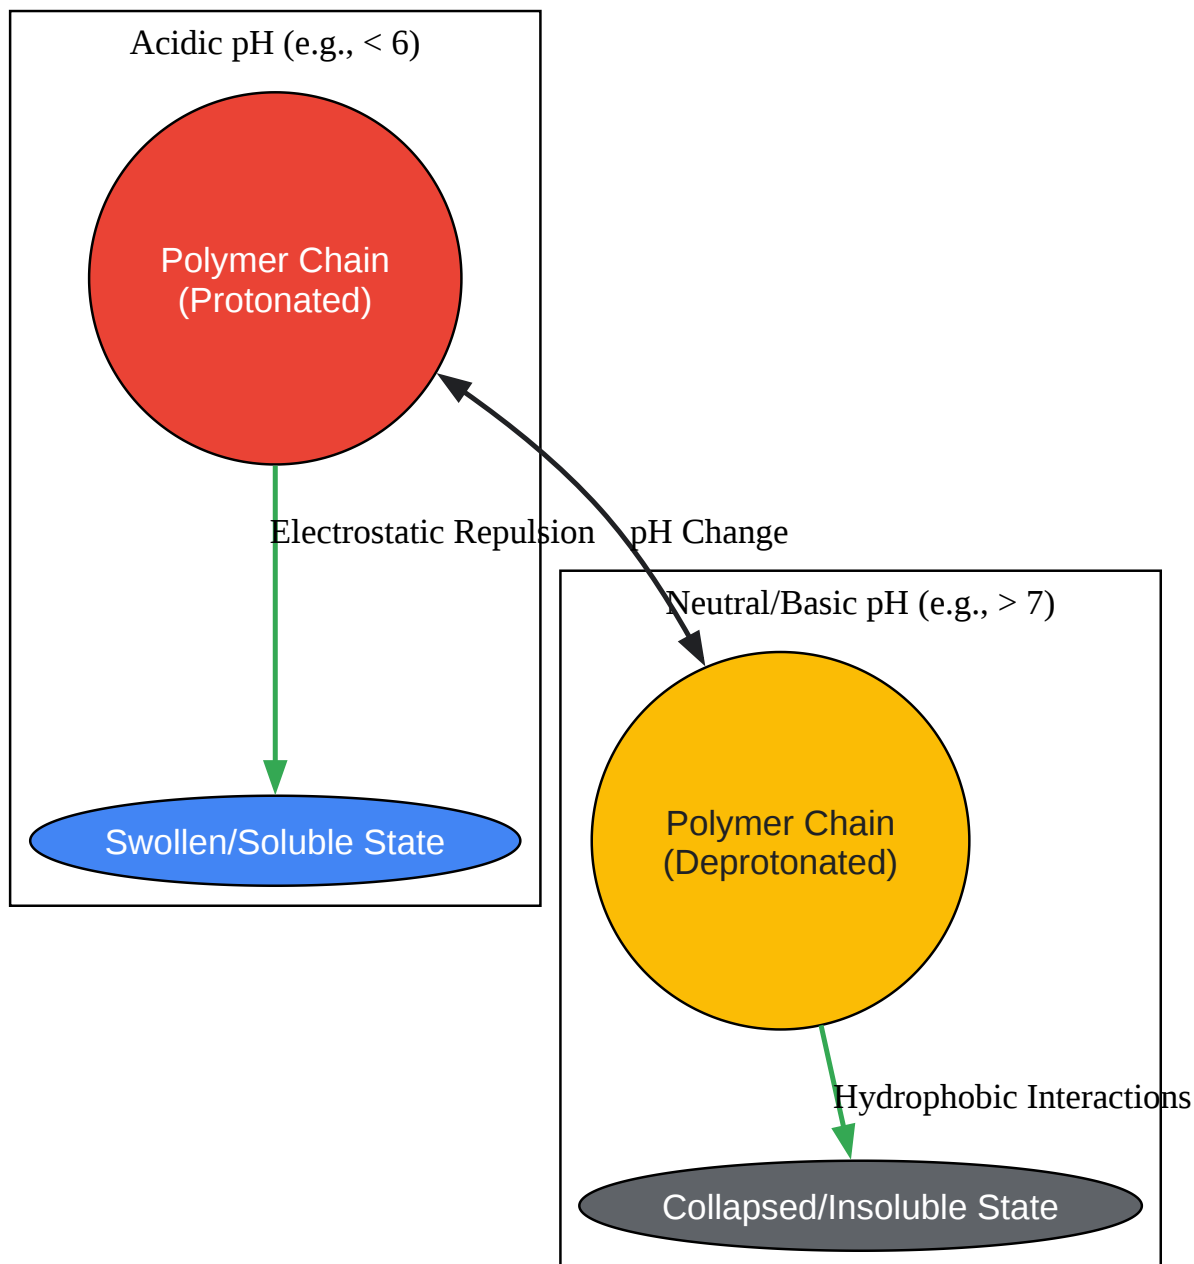 Acidic pH (e.g., < 6)
Polymer Chain
(Protonated)
Electrostatic Repulsion
pH Change
Swollen/Soluble State
Neutral/Basic pH (e.g., > 7)
Polymer Chain
(Deprotonated)
Hydrophobic Interactions
Collapsed/Insoluble State